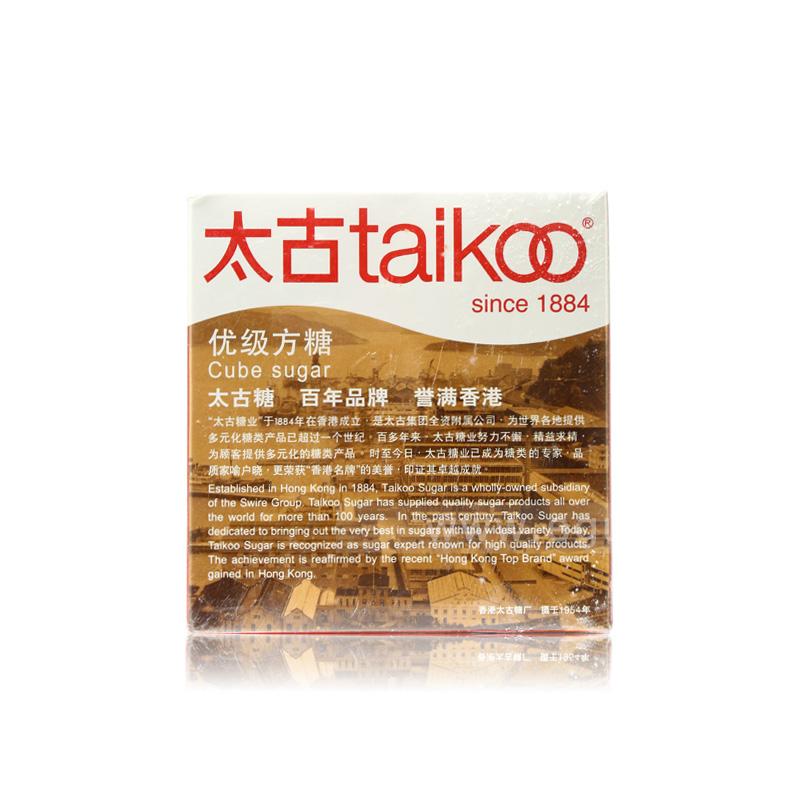 太古taikoo®
since 1884
优级方糖
Cube sugar
太古糖 百年品牌 誉满香港
“太古糖业”于1884年在香港成立，是太古集团全资附属公司，为世界各地提供
多元化糖类产品已超过一个世纪，百多年来，太古糖业努力不懈，精益求精
为顾客提供多元化的糖类产品。时至今日，太古糖业已成为糖类的专家，品
质家喻户晓，更荣获“香港名牌”的美誉，印证其卓越成就。
Established in Hong Kong in 1884, Taikoo Sugar is a wholly-owned subsidiary
of the Swire Group. Taikoo Sugar has supplied quality sugar products all over
the world for more than 100 years. In the past century, Taikoo Sugar has
dedicated to bringing out the very best in sugars with the widest variety. Today,
Taikoo Sugar is recognized as sugar expert renown for high quality products.
The achievement is reaffirmed by the recent “Hong Kong Top Brand” award
gained in Hong Kong.
香港太古糖厂 摄于1954年